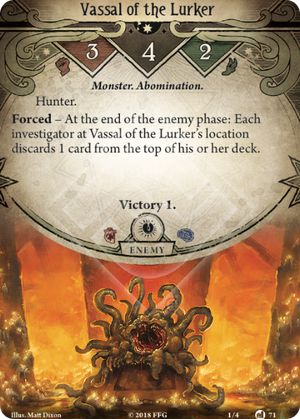 Vassal of the Lurker
3 4 2
Monster. Abomination.
Hunter.
Forced – At the end of the enemy phase: Each
investigator at Vassal of the Lurker's location
discards 1 card from the top of his or her deck.
Victory 1.
ENEMY
Illus. Matt Dixon
© 2018 FFG
1/4
71